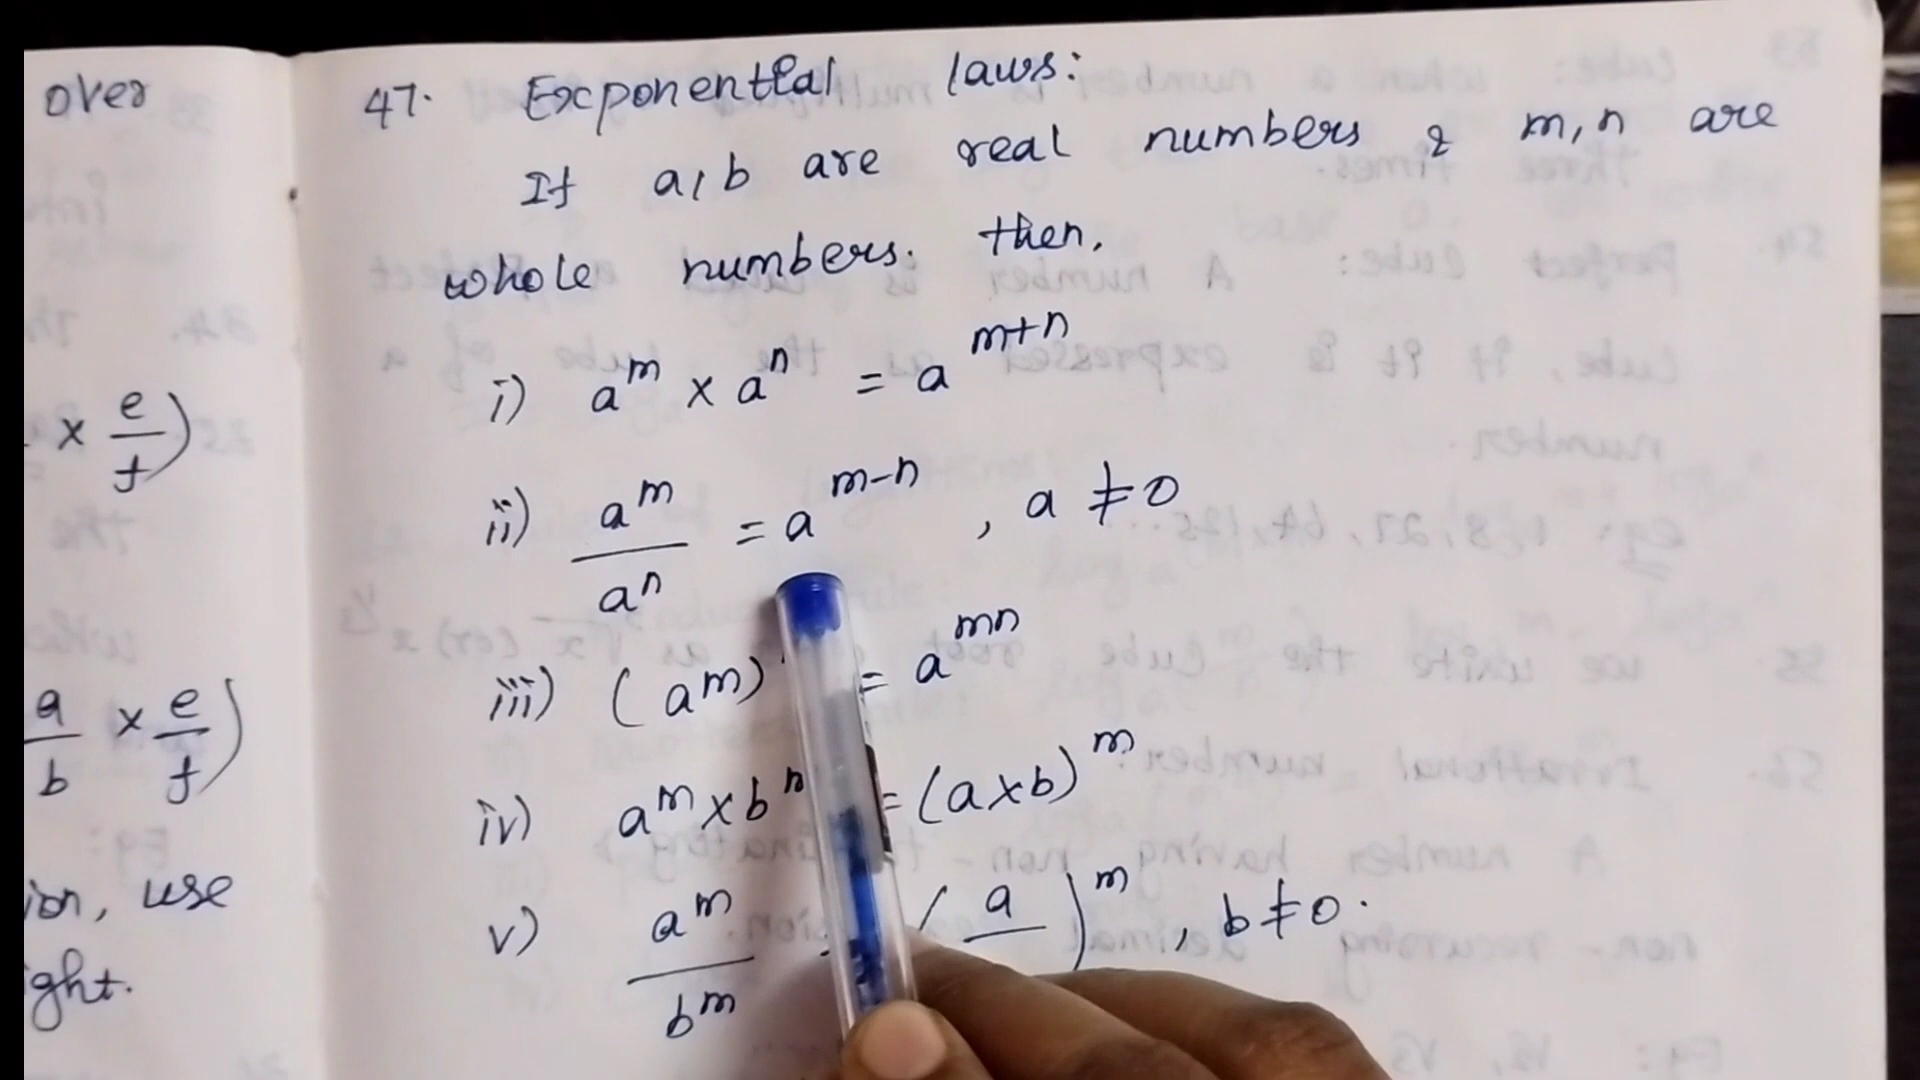 over
× e/f)
a/b × e/f)
ion, use
ght.
47. Exponential laws:
If a, b are real numbers & m, n are
whole numbers. then,
i) a^m × a^n = a^(m+n)
ii) a^m / a^n = a^(m-n) , a ≠ 0
iii) (a^m) = a^(mn)
iv) a^m × b = (a×b)^m
v) a^m / b^m (a )^m , b ≠ 0.